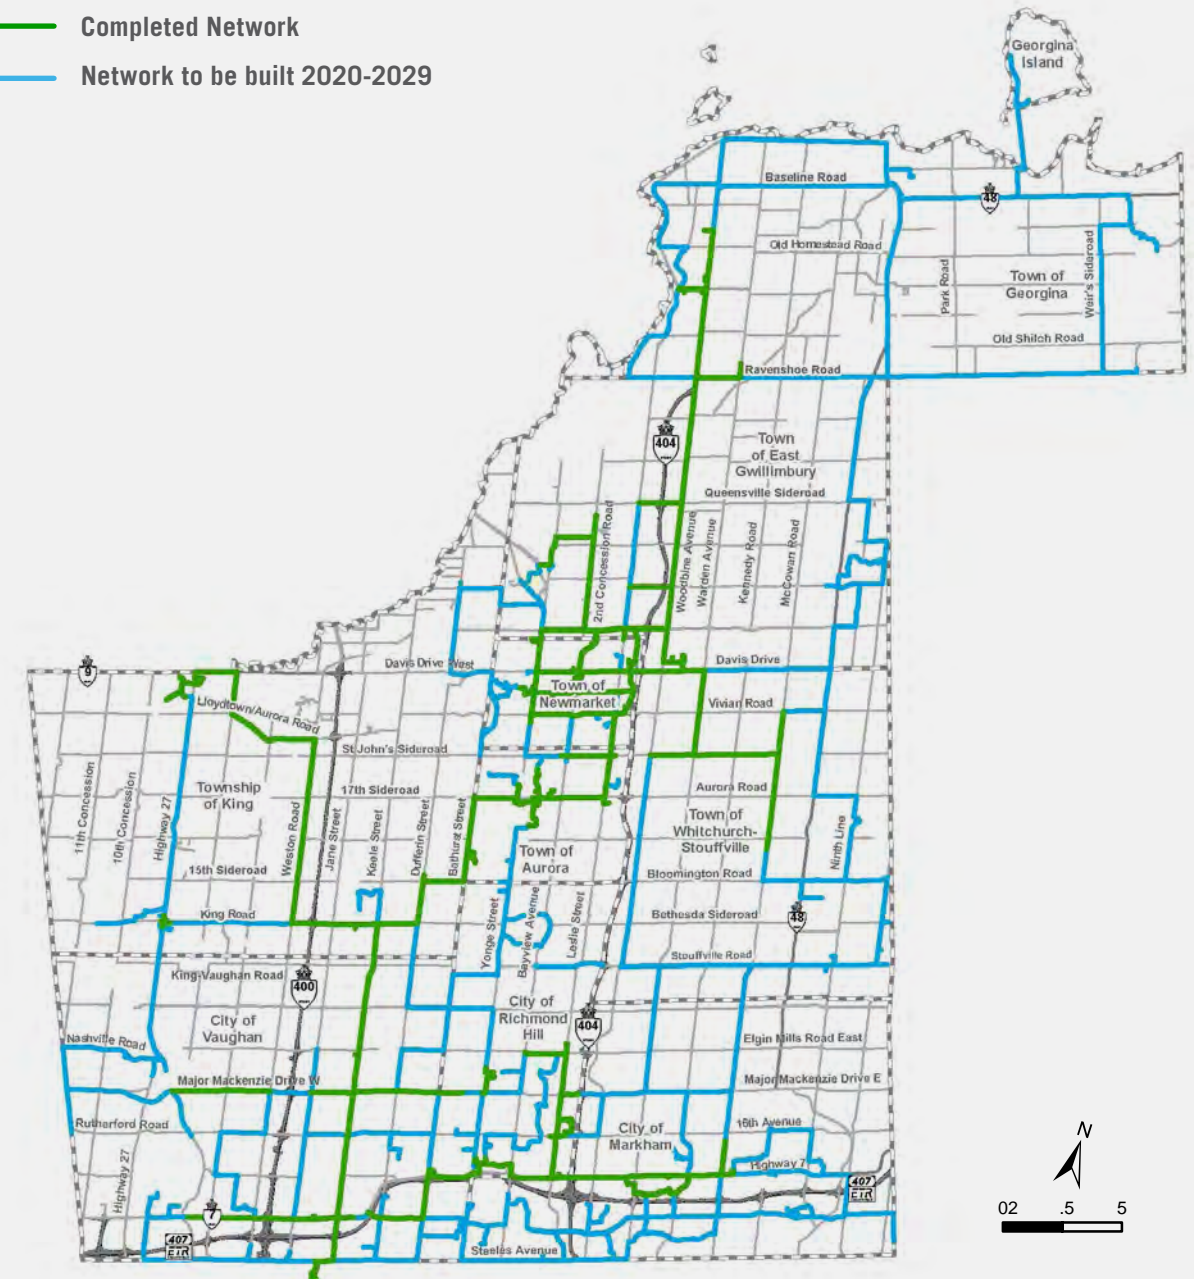 Completed Network
Network to be built 2020-2029
Georgina
Island
Baseline Road
48
Old Homestead Road
Park Road
Town of
Georgina
Weir's Sideroad
Old Shilch Road
Ravenshoe Road
404
Town
of East
Gwillimbury
Queensville Sideroad
2nd Concession Road
Woodbine Avenue
Warden Avenue
Kennedy Road
McCowan Road
9
Davis Drive West
Davis Drive
Town of
Newmarket
Lloydtown/Aurora Road
Vivian Road
St John's Sideroad
11th Concession
10th Concession
Highway 27
Township
of King
17th Sideroad
Aurora Road
Weston Road
Jane Street
Keele Street
Dufferin Street
Bathurst Street
Town of
Whitchurch-
Stouffville
Ninth Line
Town of
Aurora
15th Sideroad
Bloomington Road
King Road
Yonge Street
Bayview Avenue
Leslie Street
Bethesda Sideroad
48
Stouffville Road
King-Vaughan Road
400
City of
Vaughan
City of
Richmond
Hill
404
Nashville Road
Elgin Mills Road East
Major Mackenzie Drive W
Major Mackenzie Drive E
Rutherford Road
City of
Markham
16th Avenue
Highway 7
Highway 27
407
ETR
7
407
ETR
Steeles Avenue
N
02 .5 5